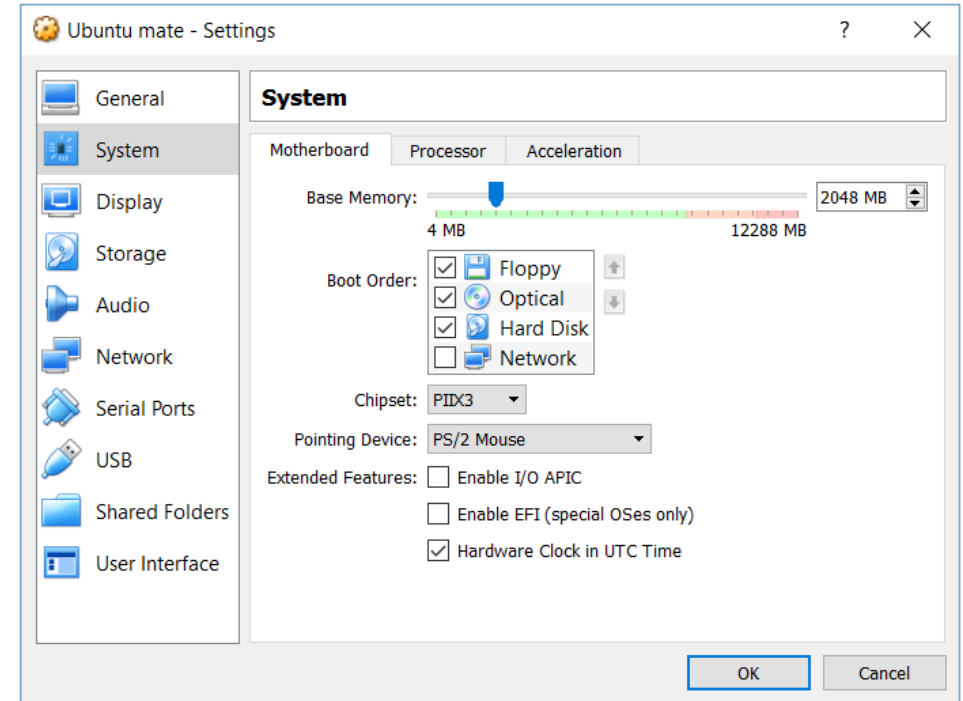 Ubuntu mate - Settings ?
General
System
Display
Storage
Audio
Network
Serial Ports
USB
Shared Folders
User Interface
System
Motherboard Processor Acceleration
Base Memory: 2048 MB
4 MB 12288 MB
Boot Order:
Floppy
Optical
Hard Disk
Network
Chipset: PIIX3
Pointing Device: PS/2 Mouse
Extended Features: Enable I/O APIC
Enable EFI (special OSes only)
Hardware Clock in UTC Time
OK Cancel